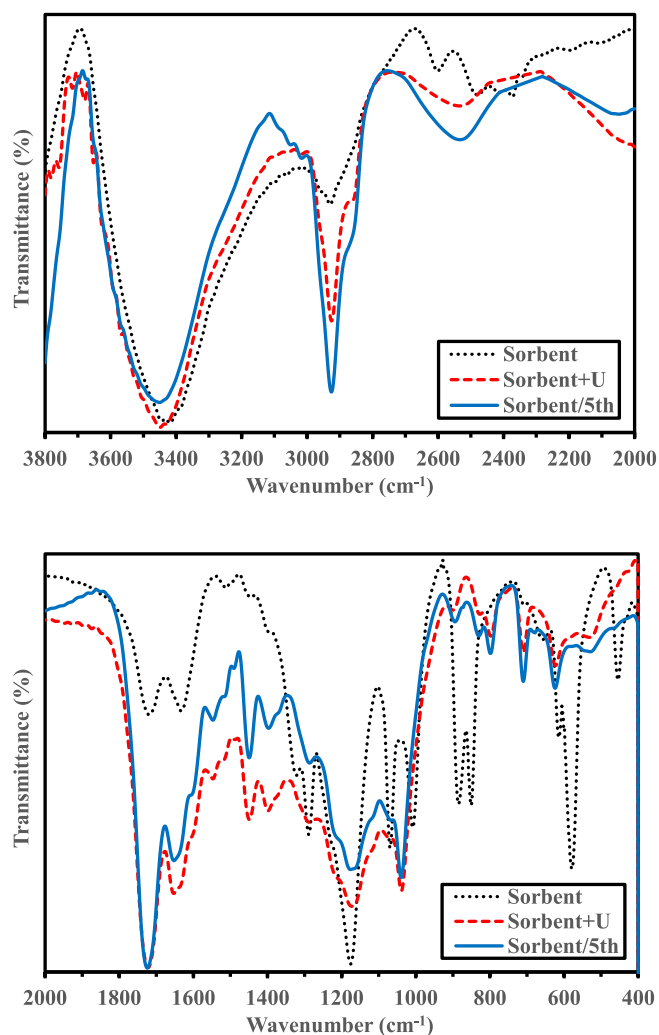 Transmittance (%)
Sorbent
Sorbent+U
Sorbent/5th
3800 3600 3400 3200 3000 2800 2600 2400 2200 2000
Wavenumber (cm-1)
Transmittance (%)
Sorbent
Sorbent+U
Sorbent/5th
2000 1800 1600 1400 1200 1000 800 600 400
Wavenumber (cm-1)